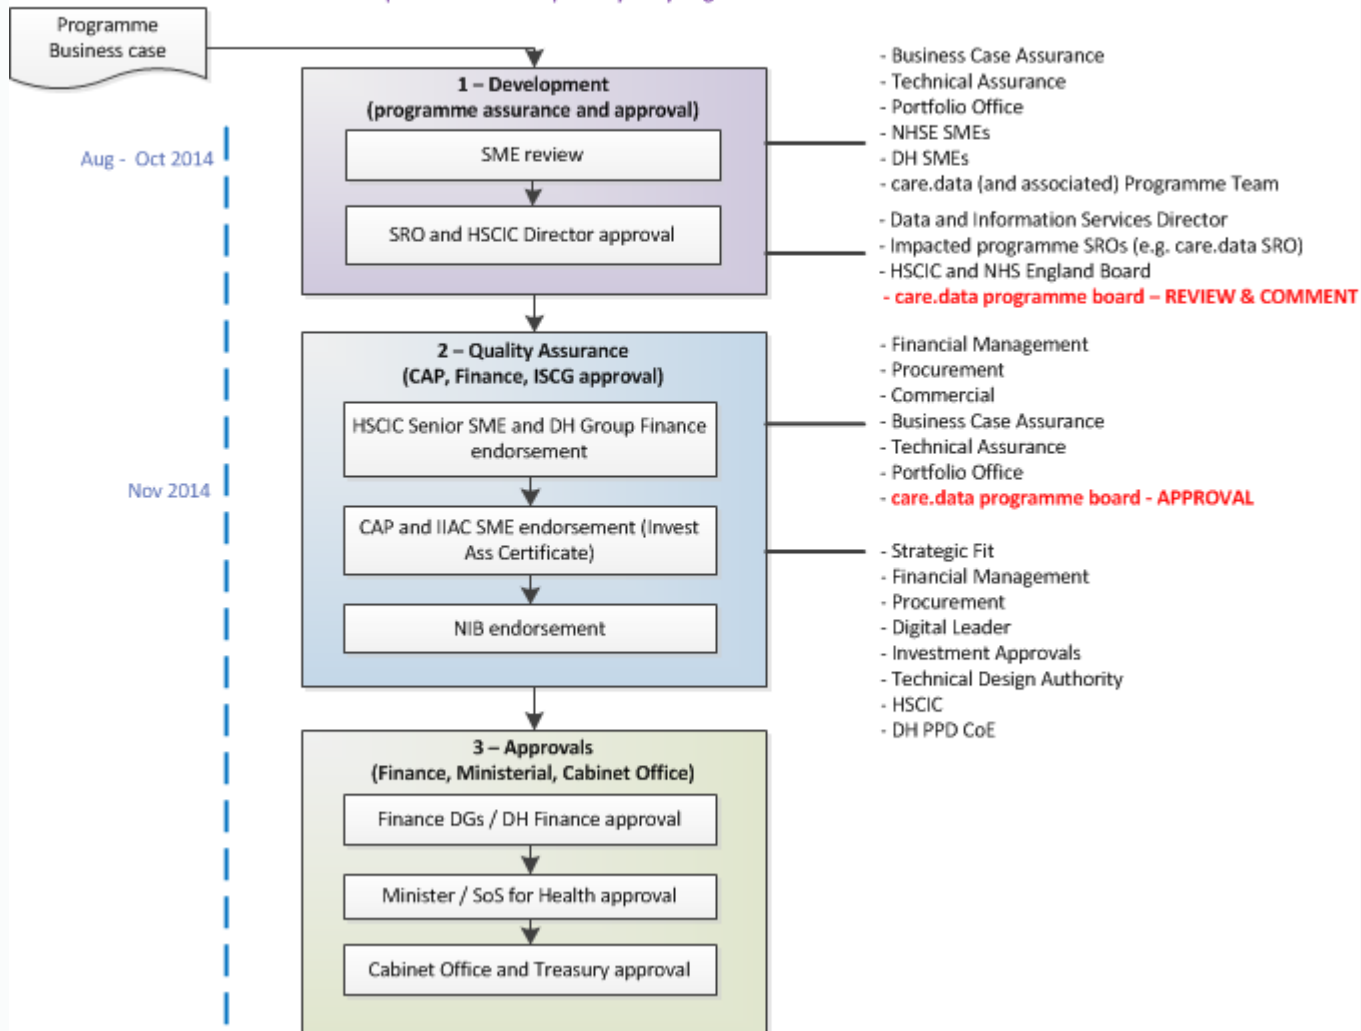 Programme
Business case
1 – Development
(programme assurance and approval)
SME review
SRO and HSCIC Director approval
Aug - Oct 2014
- Business Case Assurance
- Technical Assurance
- Portfolio Office
- NHSE SMEs
- DH SMEs
- care.data (and associated) Programme Team
- Data and Information Services Director
- Impacted programme SROs (e.g. care.data SRO)
- HSCIC and NHS England Board
- care.data programme board – REVIEW & COMMENT
2 – Quality Assurance
(CAP, Finance, ISCG approval)
HSCIC Senior SME and DH Group Finance
endorsement
CAP and IIAC SME endorsement (Invest
Ass Certificate)
NIB endorsement
Nov 2014
- Financial Management
- Procurement
- Commercial
- Business Case Assurance
- Technical Assurance
- Portfolio Office
- care.data programme board - APPROVAL
- Strategic Fit
- Financial Management
- Procurement
- Digital Leader
- Investment Approvals
- Technical Design Authority
- HSCIC
- DH PPD CoE
3 – Approvals
(Finance, Ministerial, Cabinet Office)
Finance DGs / DH Finance approval
Minister / SoS for Health approval
Cabinet Office and Treasury approval